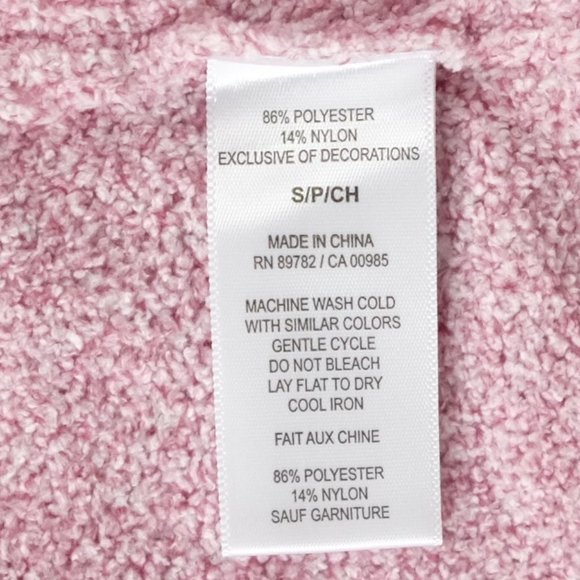 86% POLYESTER
14% NYLON
EXCLUSIVE OF DECORATIONS
S/P/CH
MADE IN CHINA
RN 89782 / CA 00985
MACHINE WASH COLD
WITH SIMILAR COLORS
GENTLE CYCLE
DO NOT BLEACH
LAY FLAT TO DRY
COOL IRON
FAIT AUX CHINE
86% POLYESTER
14% NYLON
SAUF GARNITURE